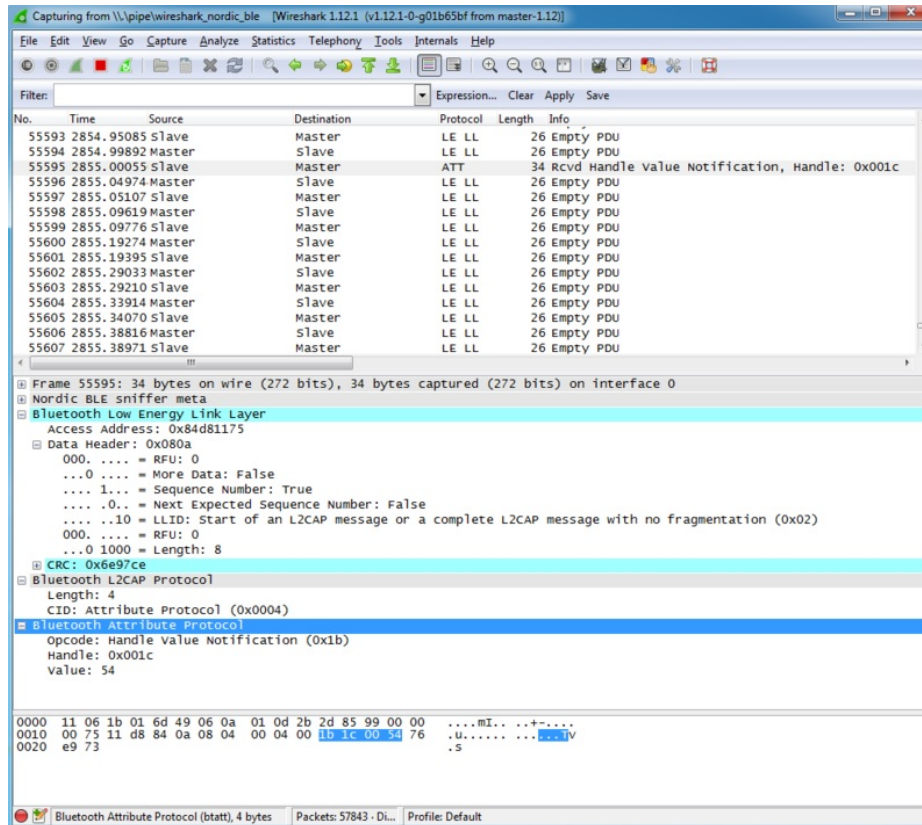 Capturing from \\.\pipe\wireshark_nordic_ble [Wireshark 1.12.1 (v1.12.1-0-g01b65bf from master-1.12)]
File Edit View Go Capture Analyze Statistics Telephony Tools Internals Help
Filter: Expression... Clear Apply Save
No. Time Source Destination Protocol Length Info
55593 2854.95085 Slave Master LE LL 26 Empty PDU
55594 2854.99892 Master Slave LE LL 26 Empty PDU
55595 2855.00055 Slave Master ATT 34 Rcvd Handle Value Notification, Handle: 0x001c
55596 2855.04974 Master Slave LE LL 26 Empty PDU
55597 2855.05107 Slave Master LE LL 26 Empty PDU
55598 2855.09619 Master Slave LE LL 26 Empty PDU
55599 2855.09776 Slave Master LE LL 26 Empty PDU
55600 2855.19274 Master Slave LE LL 26 Empty PDU
55601 2855.19395 Slave Master LE LL 26 Empty PDU
55602 2855.29033 Master Slave LE LL 26 Empty PDU
55603 2855.29210 Slave Master LE LL 26 Empty PDU
55604 2855.33914 Master Slave LE LL 26 Empty PDU
55605 2855.34070 Slave Master LE LL 26 Empty PDU
55606 2855.38816 Master Slave LE LL 26 Empty PDU
55607 2855.38971 Slave Master LE LL 26 Empty PDU
Frame 55595: 34 bytes on wire (272 bits), 34 bytes captured (272 bits) on interface 0
Nordic BLE sniffer meta
Bluetooth Low Energy Link Layer
Access Address: 0x84d81175
Data Header: 0x080a
000. .... = RFU: 0
...0 .... = More Data: False
.... 1... = Sequence Number: True
.... .0.. = Next Expected Sequence Number: False
.... ..10 = LLID: Start of an L2CAP message or a complete L2CAP message with no fragmentation (0x02)
000. .... = RFU: 0
...0 1000 = Length: 8
CRC: 0x6e97ce
Bluetooth L2CAP Protocol
Length: 4
CID: Attribute Protocol (0x0004)
Bluetooth Attribute Protocol
Opcode: Handle Value Notification (0x1b)
Handle: 0x001c
Value: 54
0000 11 06 1b 01 6d 49 06 0a 01 0d 2b 2d 85 99 00 00 ....mI.. ..+-....
0010 00 75 11 d8 84 0a 08 04 00 04 00 1b 1c 00 54 76 .u...... ......Tv
0020 e9 73 .s
Bluetooth Attribute Protocol (btatt), 4 bytes Packets: 57843 · Di... Profile: Default